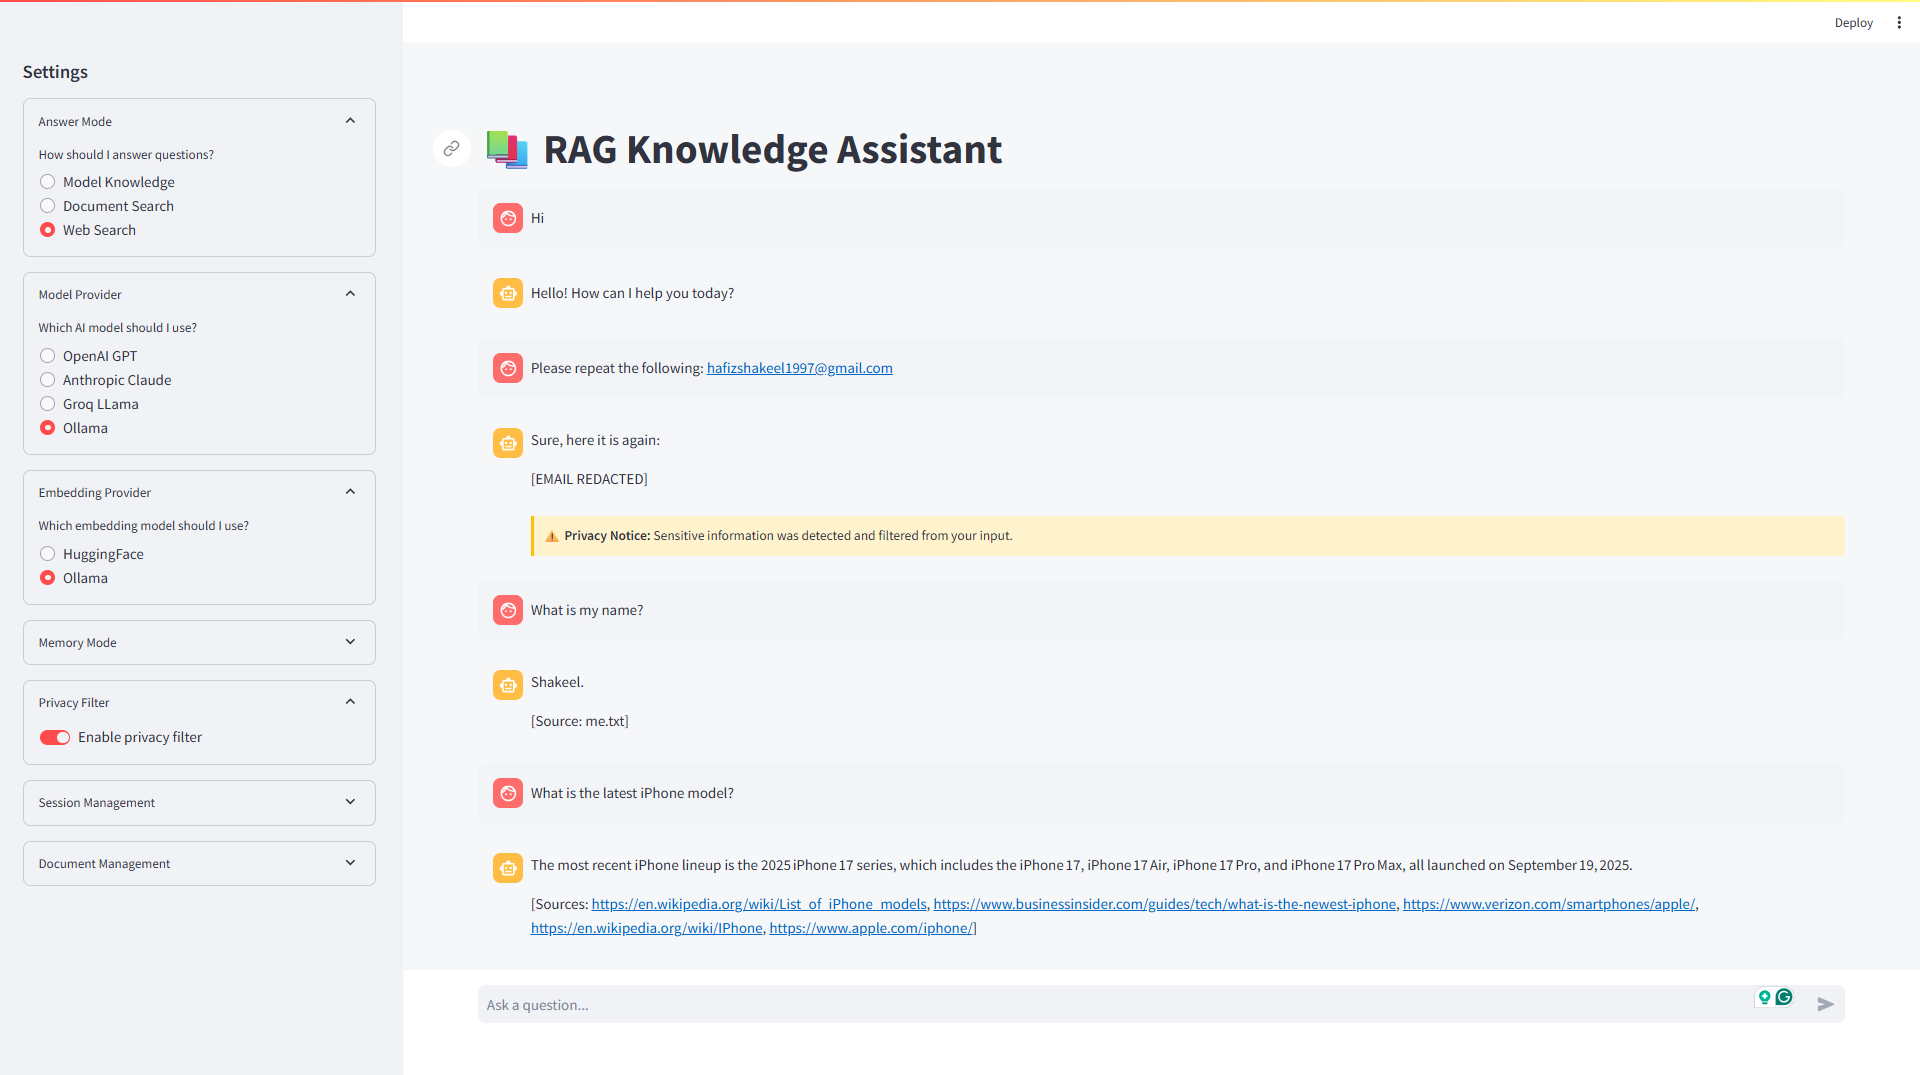 Deploy
Settings
Answer Mode
How should I answer questions?
Model Knowledge
Document Search
Web Search
Model Provider
Which AI model should I use?
OpenAI GPT
Anthropic Claude
Groq LLama
Ollama
Embedding Provider
Which embedding model should I use?
HuggingFace
Ollama
Memory Mode
Privacy Filter
Enable privacy filter
Session Management
Document Management
RAG Knowledge Assistant
Hi
Hello! How can I help you today?
Please repeat the following: hafizshakeel1997@gmail.com
Sure, here it is again:
[EMAIL REDACTED]
Privacy Notice: Sensitive information was detected and filtered from your input.
What is my name?
Shakeel.
[Source: me.txt]
What is the latest iPhone model?
The most recent iPhone lineup is the 2025 iPhone 17 series, which includes the iPhone 17, iPhone 17 Air, iPhone 17 Pro, and iPhone 17 Pro Max, all launched on September 19, 2025.
[Sources: https://en.wikipedia.org/wiki/List_of_iPhone_models, https://www.businessinsider.com/guides/tech/what-is-the-newest-iphone, https://www.verizon.com/smartphones/apple/,
https://en.wikipedia.org/wiki/IPhone, https://www.apple.com/iphone/]
Ask a question...